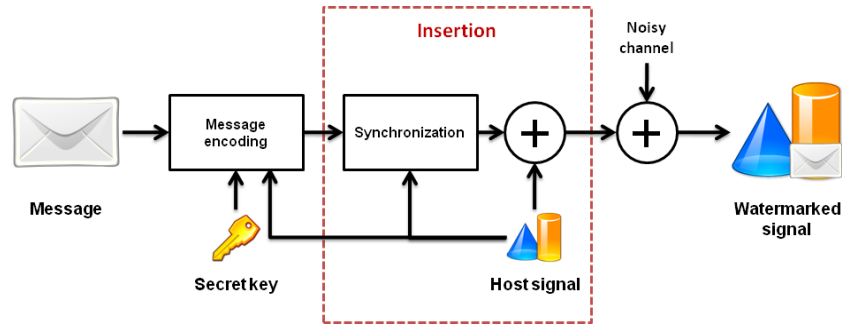 Insertion
Noisy
channel
Message
encoding
Synchronization
Message
Secret key
Host signal
Watermarked
signal